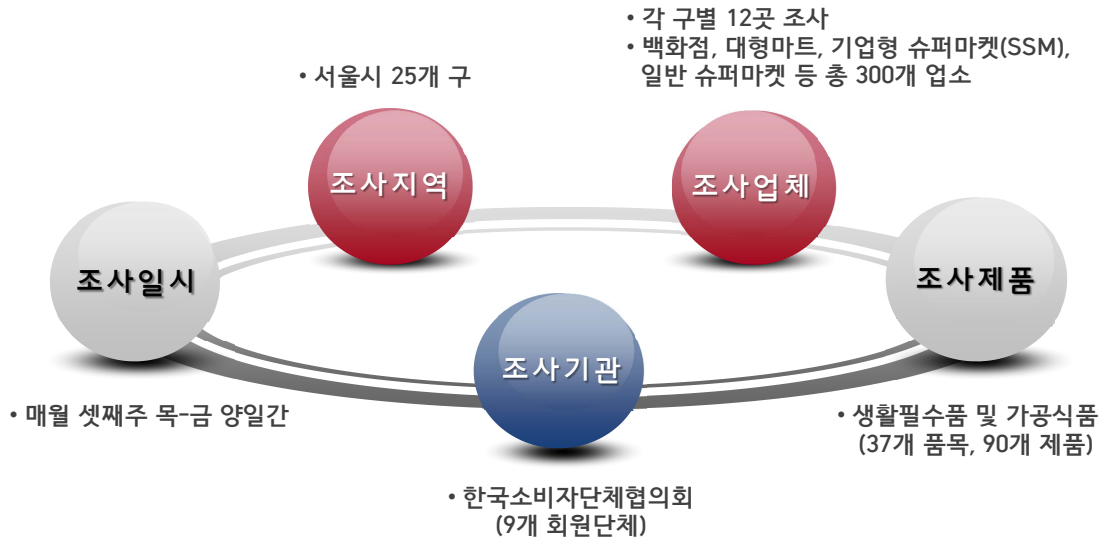 • 각 구별 12곳 조사
• 백화점, 대형마트, 기업형 슈퍼마켓(SSM),
일반 슈퍼마켓 등 총 300개 업소
• 서울시 25개 구
조사지역
조사업체
조사일시
조사제품
조사기관
• 매월 셋째주 목-금 양일간
• 생활필수품 및 가공식품
(37개 품목, 90개 제품)
• 한국소비자단체협의회
(9개 회원단체)